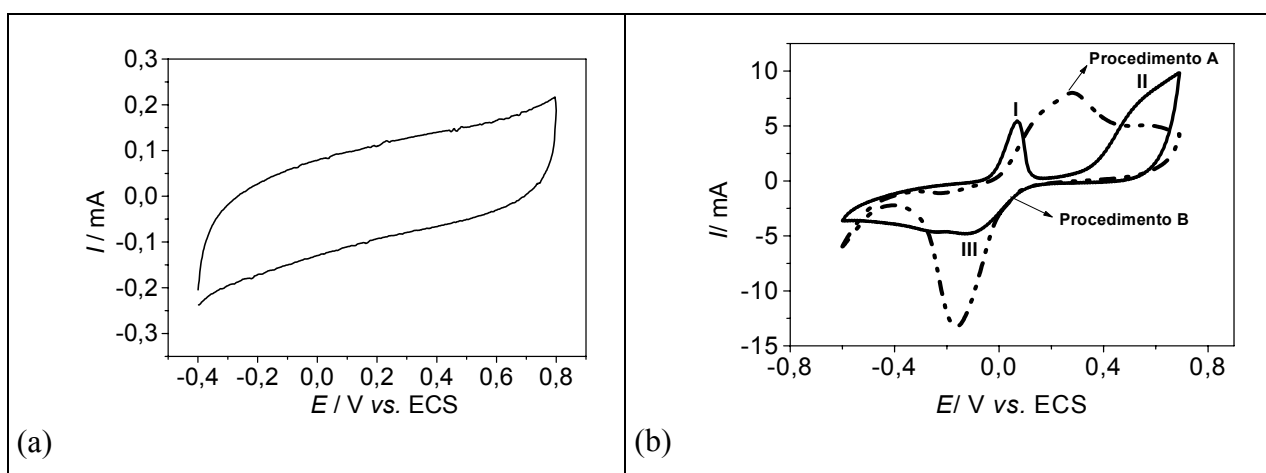 0,3
0,2
0,1
0,0
-0,1
-0,2
-0,3
I / mA
-0,4 -0,2 0,0 0,2 0,4 0,6 0,8
E / V vs. ECS
(a)
10
5
0
-5
-10
-15
I/ mA
Procedimento A
II
I
Procedimento B
III
-0,8 -0,4 0,0 0,4 0,8
E/ V vs. ECS
(b)